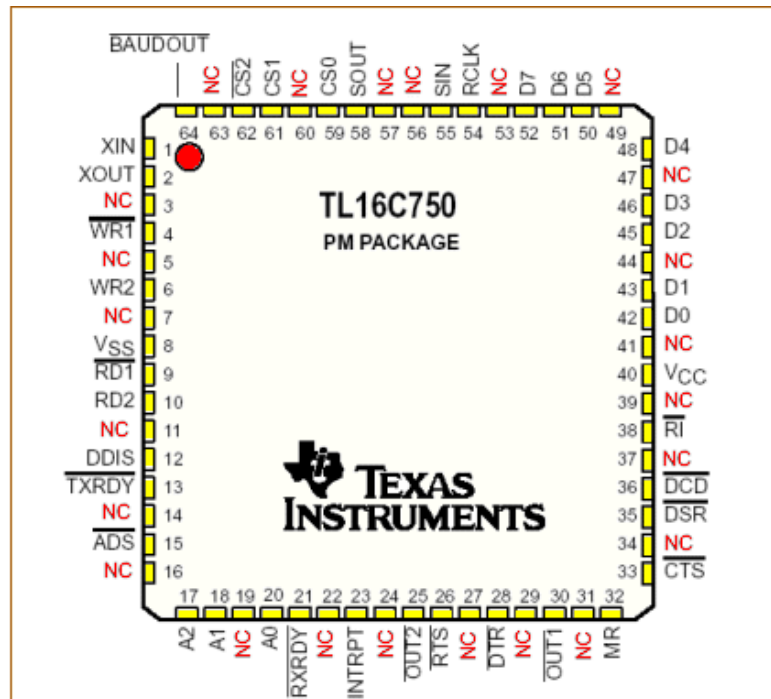 BAUDOUT
NC
CS2
CS1
NC
CS0
SOUT
NC
NC
SIN
RCLK
NC
D7
D6
D5
NC
64 63 62 61 60 59 58 57 56 55 54 53 52 51 50 49
XIN 1
XOUT 2
NC 3
WR1 4
NC 5
WR2 6
NC 7
VSS 8
RD1 9
RD2 10
NC 11
DDIS 12
TXRDY 13
NC 14
ADS 15
NC 16
TL16C750
PM PACKAGE
TEXAS
INSTRUMENTS
48 D4
47 NC
46 D3
45 D2
44 NC
43 D1
42 D0
41 NC
40 VCC
39 NC
38 RI
37 NC
36 DCD
35 DSR
34 NC
33 CTS
17 18 19 20 21 22 23 24 25 26 27 28 29 30 31 32
A2
A1
NC
A0
RXRDY
NC
INTRPT
NC
OUT2
RTS
NC
DTR
NC
OUT1
NC
MR